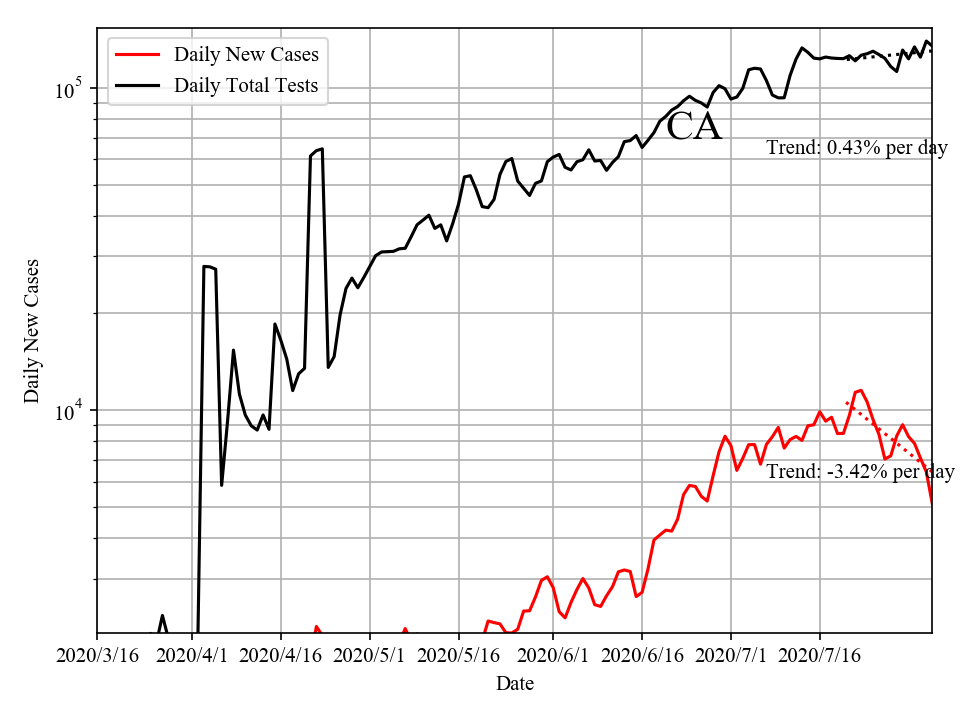 Daily New Cases
Daily Total Tests
10^5
CA
Trend: 0.43% per day
Daily New Cases
10^4
Trend: -3.42% per day
2020/3/16 2020/4/1 2020/4/16 2020/5/1 2020/5/16 2020/6/1 2020/6/16 2020/7/1 2020/7/16
Date